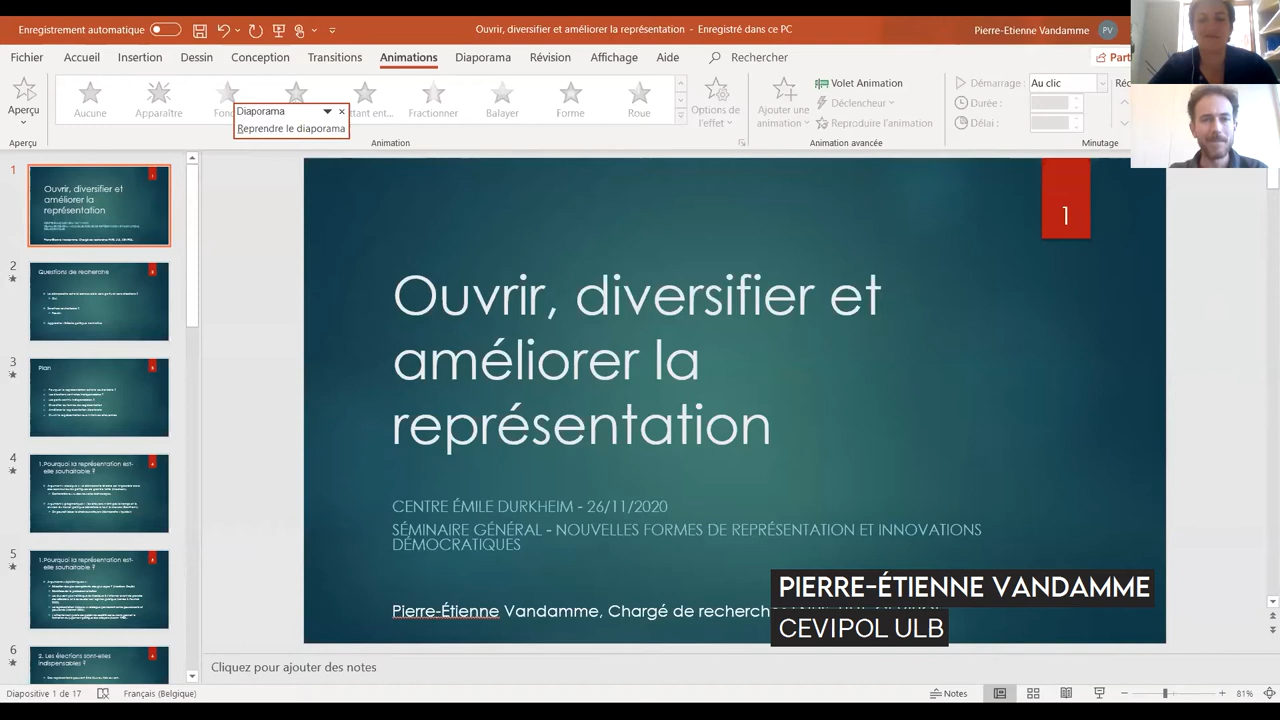 Enregistrement automatique
Ouvrir, diversifier et améliorer la représentation - Enregistré dans ce PC
Pierre-Etienne Vandamme
PV
Fichier
Accueil
Insertion
Dessin
Conception
Transitions
Animations
Diaporama
Révision
Affichage
Aide
Rechercher
Part
Aperçu
Aucune
Apparaître
Fractionner
Balayer
Forme
Roue
Options de
l'effet
Ajouter une
animation
Volet Animation
Déclencheur
Reproduire l'animation
Démarrage :
Au clic
Durée :
Délai :
Diaporama
Reprendre le diaporama
Aperçu
Animation
Animation avancée
Minutage
1
Ouvrir, diversifier et
améliorer la
représentation
2
Questions de recherche
3
Plan
4
1.Pourquoi la représentation est-
elle souhaitable ?
5
1.Pourquoi la représentation est-
elle souhaitable ?
6
2. Les élections sont-elles
indispensables ?
1
Ouvrir, diversifier et
améliorer la
représentation
CENTRE ÉMILE DURKHEIM - 26/11/2020
SÉMINAIRE GÉNÉRAL - NOUVELLES FORMES DE REPRÉSENTATION ET INNOVATIONS
DÉMOCRATIQUES
Pierre-Étienne Vandamme, Chargé de recherch
PIERRE-ÉTIENNE VANDAMME
CEVIPOL ULB
Cliquez pour ajouter des notes
Diapositive 1 de 17
Français (Belgique)
Notes
81%